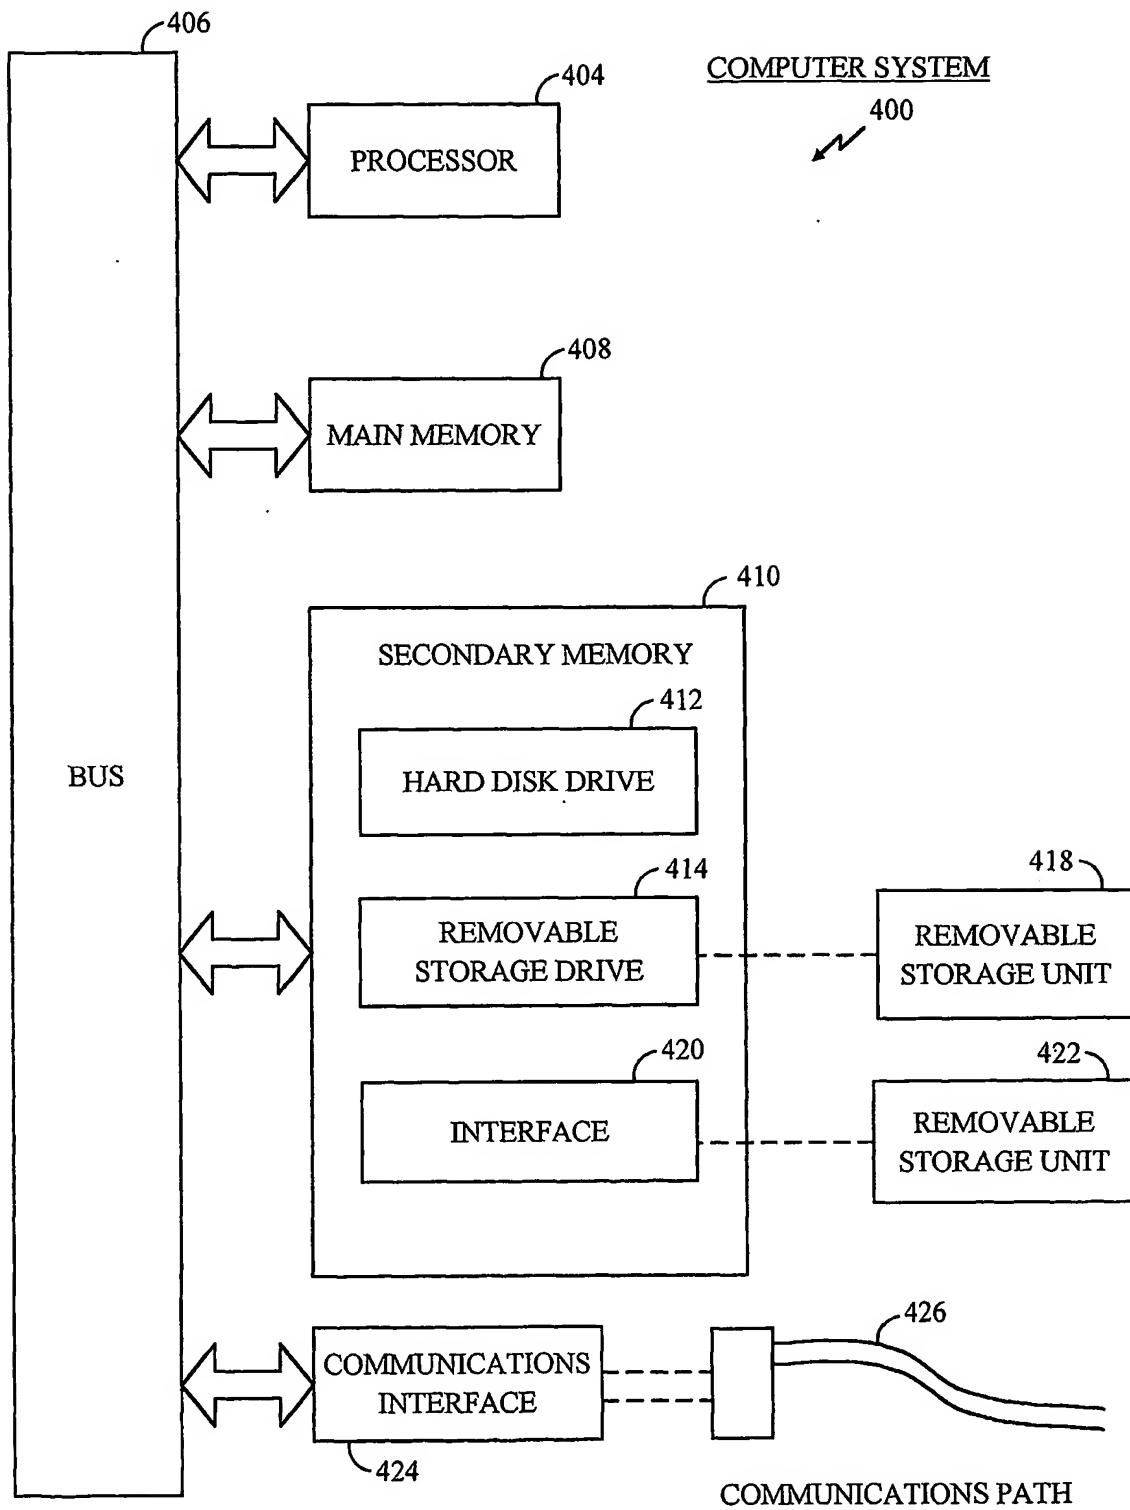 406
COMPUTER SYSTEM
404
400
PROCESSOR
408
MAIN MEMORY
410
SECONDARY MEMORY
412
BUS
HARD DISK DRIVE
414
418
REMOVABLE
STORAGE DRIVE
REMOVABLE
STORAGE UNIT
420
422
INTERFACE
REMOVABLE
STORAGE UNIT
426
COMMUNICATIONS
INTERFACE
424
COMMUNICATIONS PATH